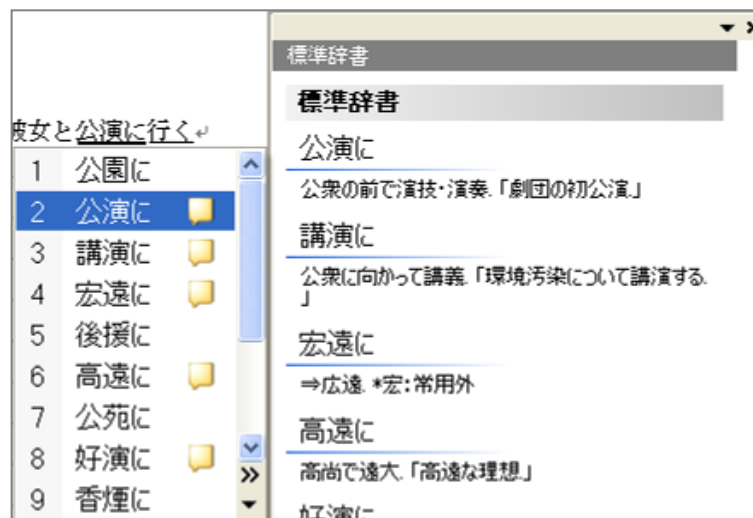 彼女と公演に行く
1 公園に
2 公演に
3 講演に
4 宏遠に
5 後援に
6 高遠に
7 公苑に
8 好演に
9 香煙に
標準辞書
標準辞書
公演に
公衆の前で演技・演奏.「劇団の初公演.」
講演に
公衆に向かって講義.「環境汚染について講演する.
」
宏遠に
⇒広遠. *宏:常用外
高遠に
高尚で遠大.「高遠な理想.」
好演に